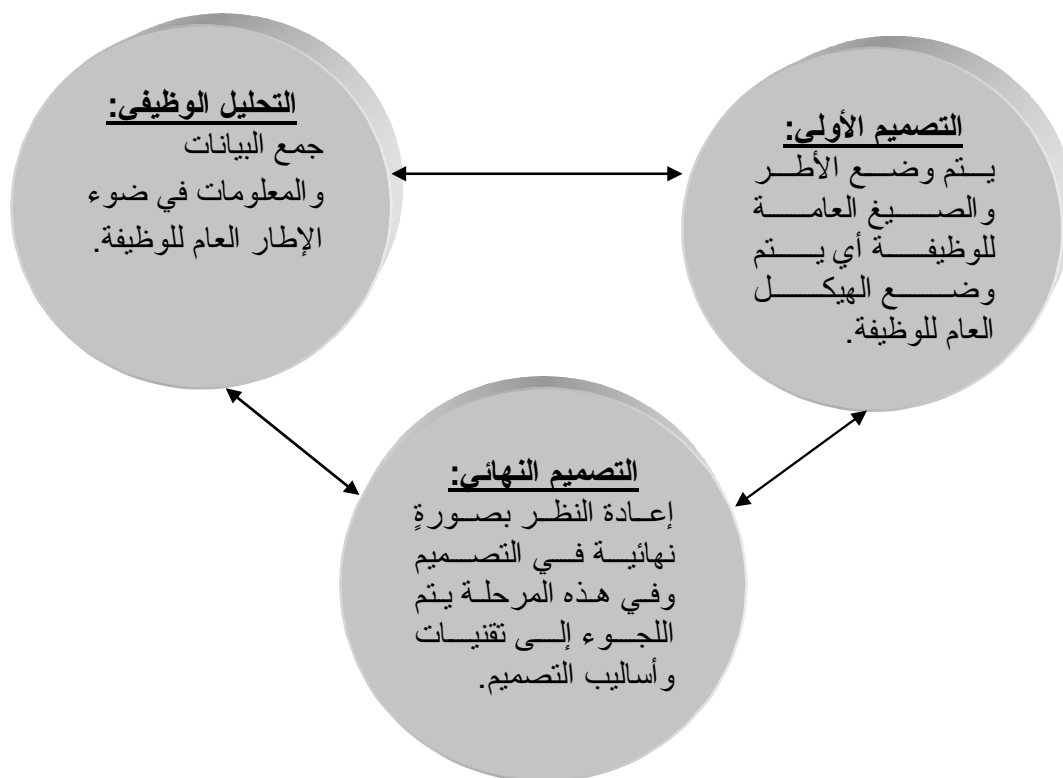 التصميم الأولي:
يتم وضع الأطر
والصيغ العامة
للوظيفة أي يتم
وضع الهيكل
العام للوظيفة.
التحليل الوظيفي:
جمع البيانات
والمعلومات في ضوء
الإطار العام للوظيفة.
التصميم النهائي:
إعادة النظر بصورةٍ
نهائية في التصميم
وفي هذه المرحلة يتم
اللجوء إلى تقنيات
وأساليب التصميم.